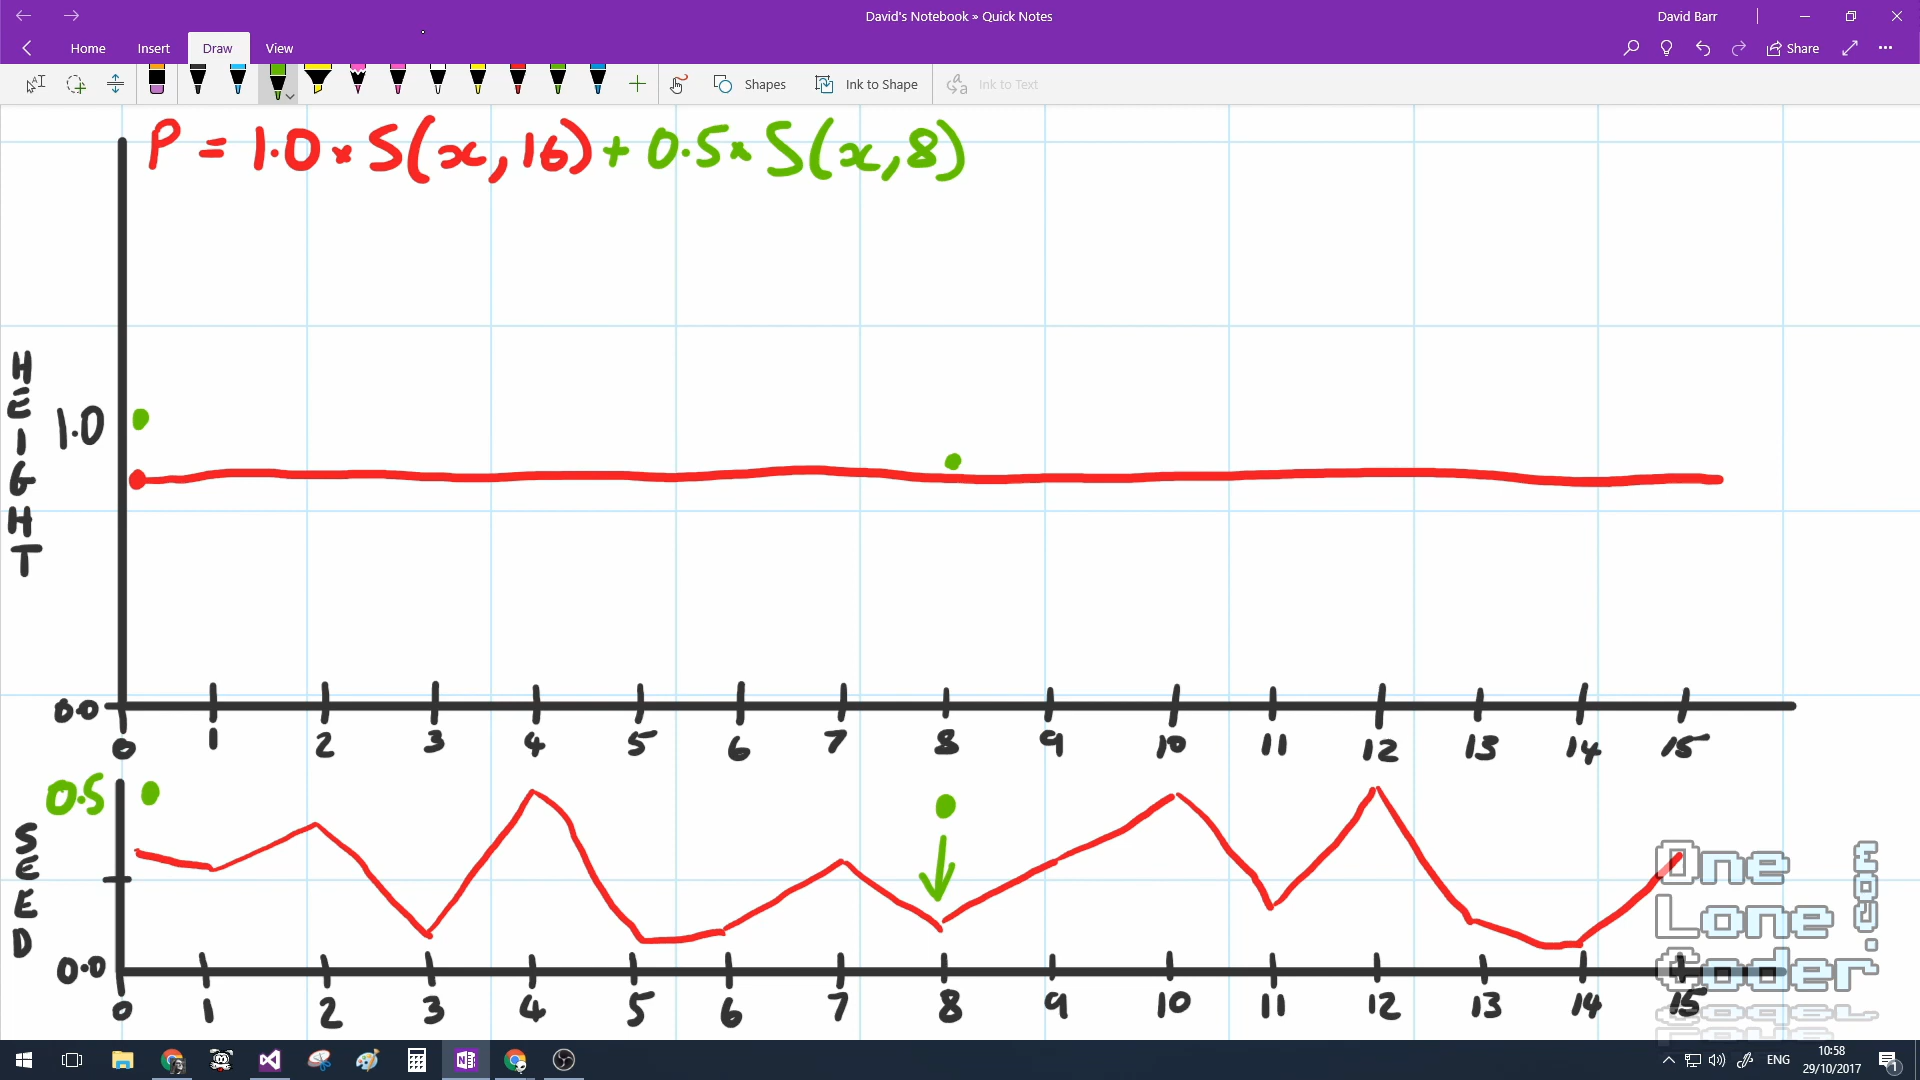 David's Notebook » Quick Notes
David Barr
Home Insert Draw View
Share
Shapes Ink to Shape Ink to Text
P = 1.0 * S(x, 16) + 0.5 * S(x, 8)
HEIGHT
1.0
0.0
0 1 2 3 4 5 6 7 8 9 10 11 12 13 14 15
0.5
SEED
0.0
0 1 2 3 4 5 6 7 8 9 10 11 12 13 14 15
One
Lone
Coder
.com
ENG
10:58
29/10/2017
1